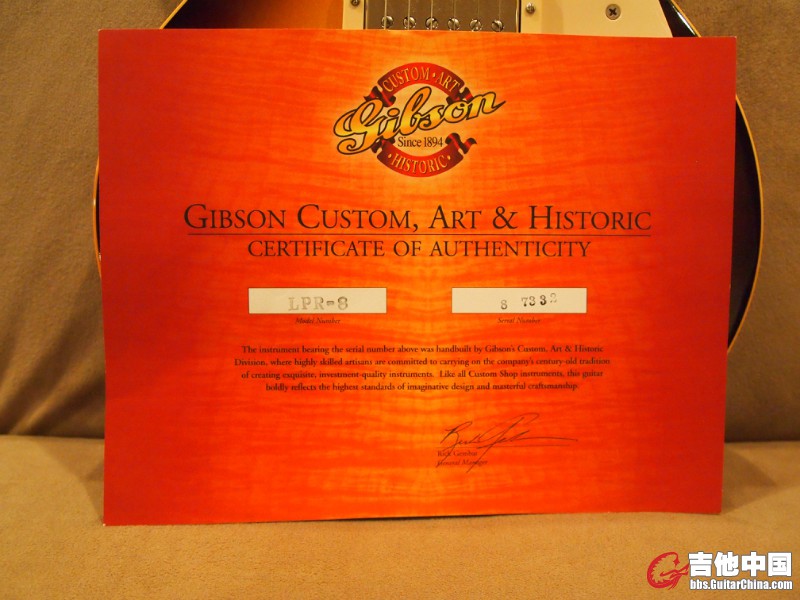 CUSTOM · ART
Gibson
Since 1894
· HISTORIC ·
GIBSON CUSTOM, ART & HISTORIC
CERTIFICATE OF AUTHENTICITY
LPR-8
8 7332
Model Number
Serial Number
The instrument bearing the serial number above was handbuilt by Gibson's Custom, Art & Historic
Division, where highly skilled artisans are committed to carrying on the company's century-old tradition
of creating exquisite, investment-quality instruments. Like all Custom Shop instruments, this guitar
boldly reflects the highest standards of imaginative design and masterful craftsmanship
Rick Gembar
General Manager
吉他中国
bbs.GuitarChina.com